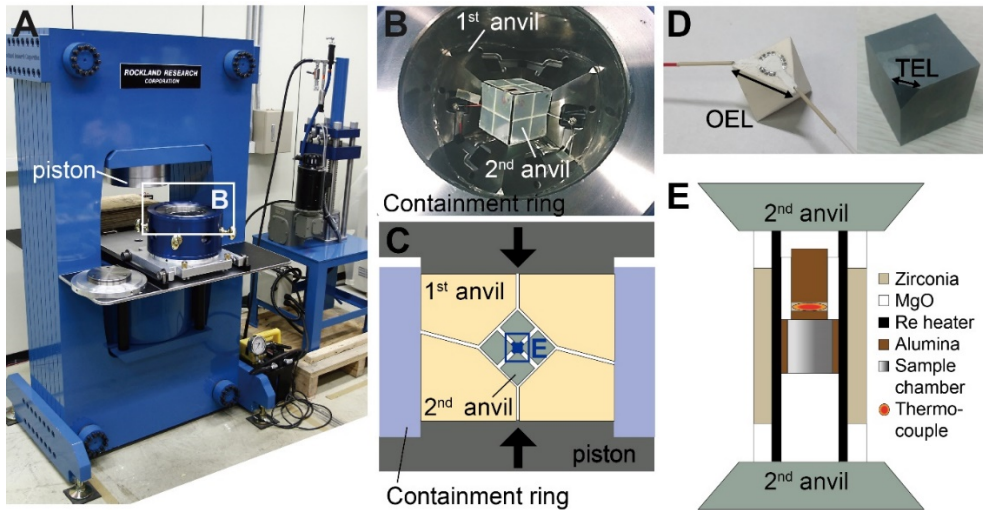 A
ROCKLAND RESEARCH
CORPORATION
piston
B
B
1st anvil
2nd anvil
Containment ring
C
1st anvil
E
2nd anvil
piston
Containment ring
D
OEL
TEL
E
2nd anvil
Zirconia
MgO
Re heater
Alumina
Sample
chamber
Thermo-
couple
2nd anvil